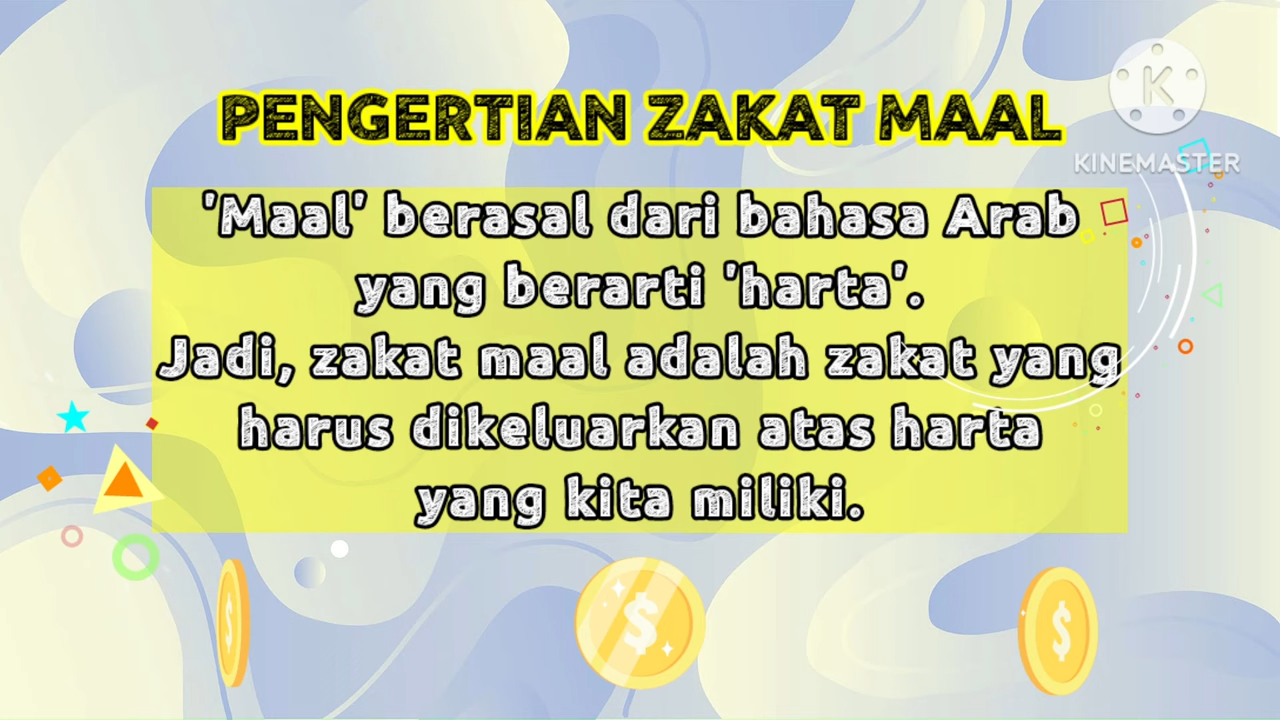 PENGERTIAN ZAKAT MAAL
K
KINEMASTER
'Maal' berasal dari bahasa Arab
yang berarti 'harta'.
Jadi, zakat maal adalah zakat yang
harus dikeluarkan atas harta
yang kita miliki.
$
$
$